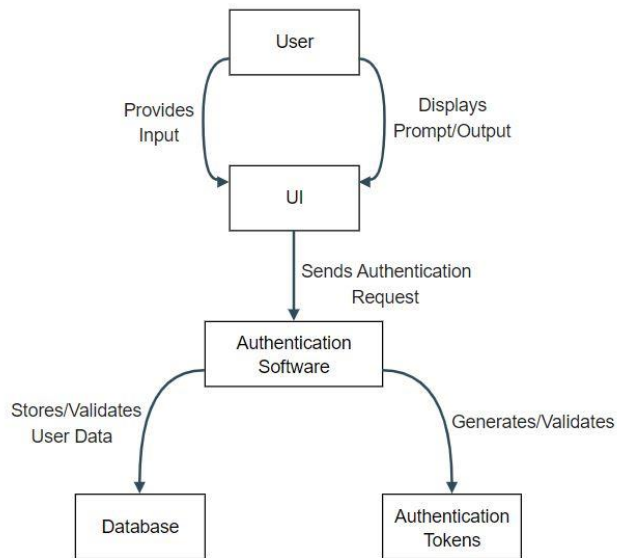 User
Provides
Input
Displays
Prompt/Output
UI
Sends Authentication
Request
Authentication
Software
Stores/Validates
User Data
Generates/Validates
Database
Authentication
Tokens